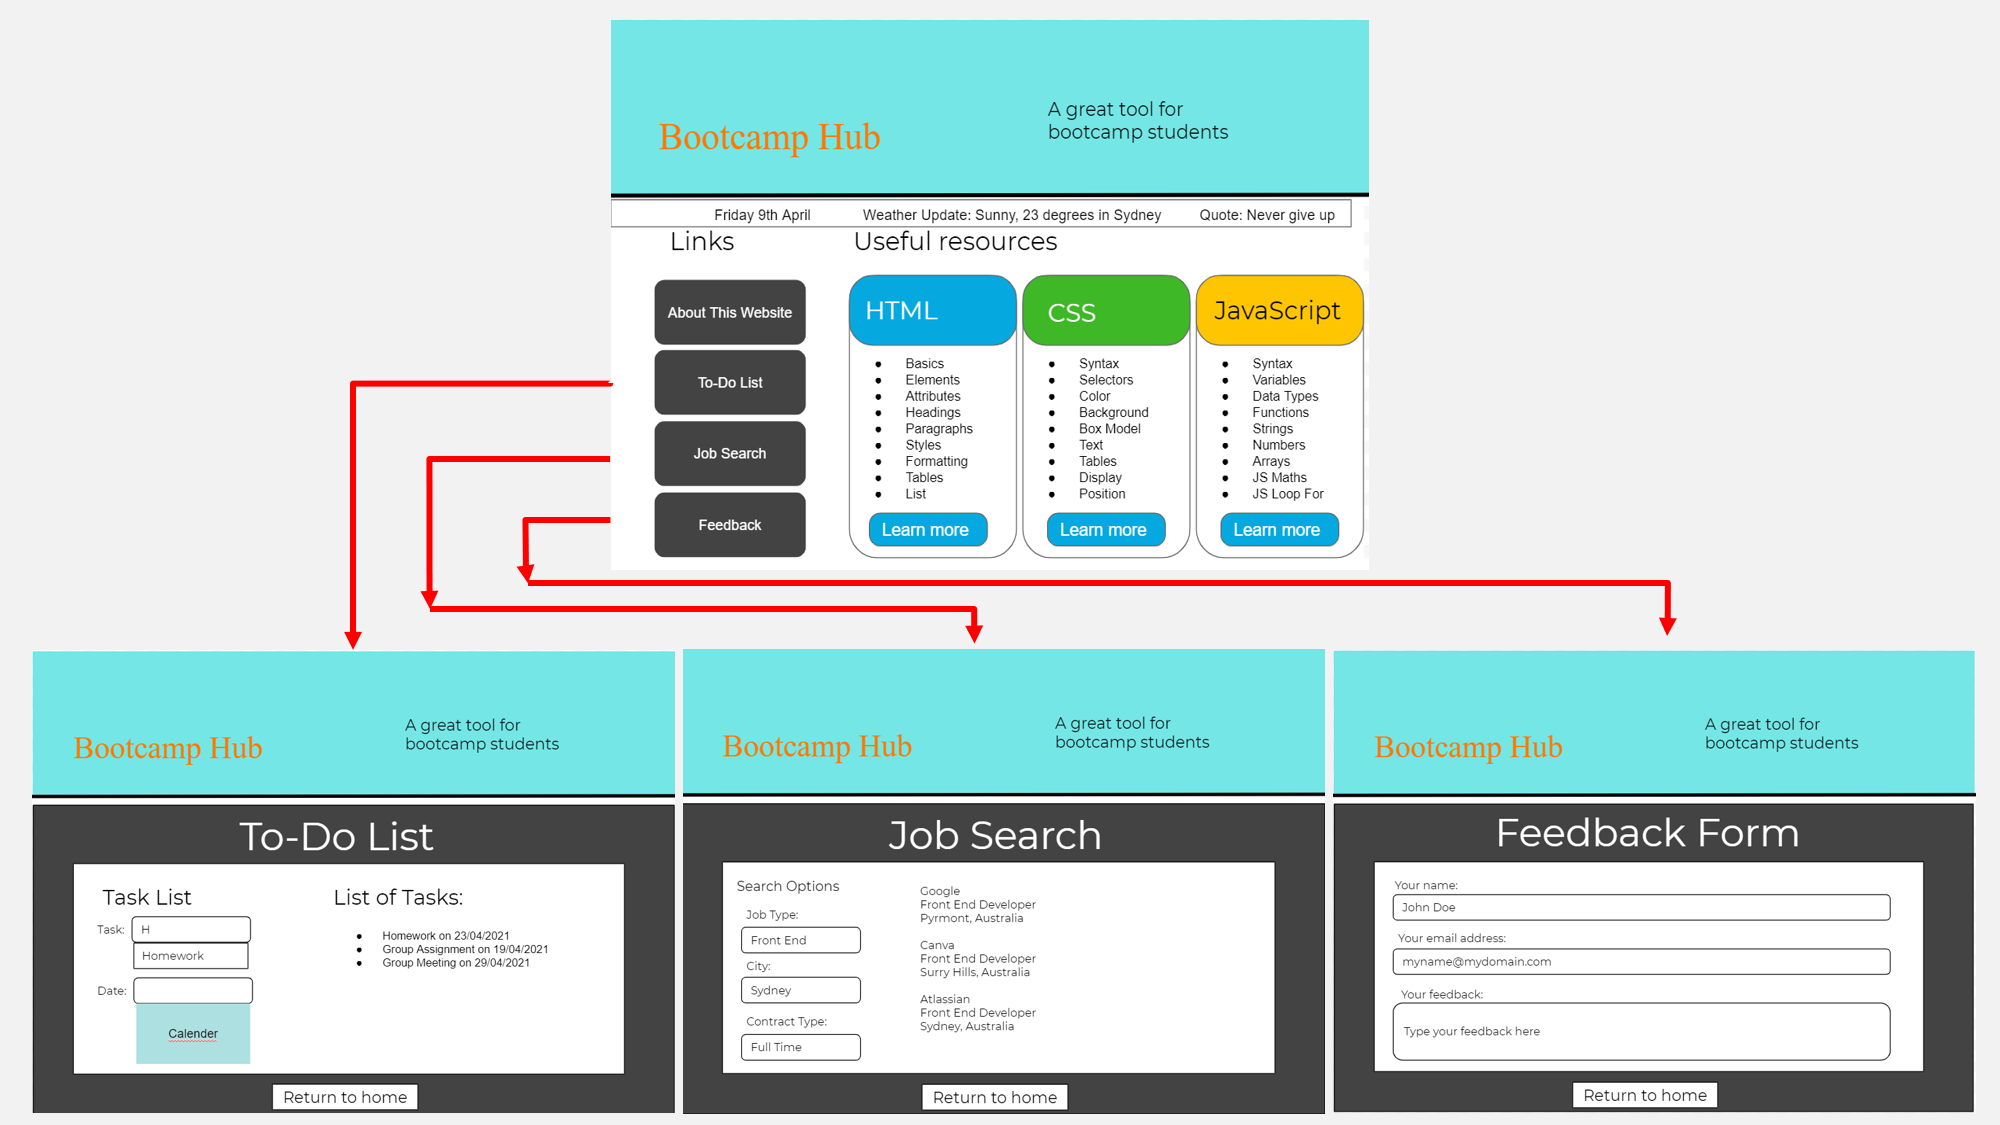 Bootcamp Hub
A great tool for
bootcamp students
Friday 9th April
Weather Update: Sunny, 23 degrees in Sydney
Quote: Never give up
Links
About This Website
To-Do List
Job Search
Feedback
Useful resources
HTML
Basics
Elements
Attributes
Headings
Paragraphs
Styles
Formatting
Tables
List
Learn more
CSS
Syntax
Selectors
Color
Background
Box Model
Text
Tables
Display
Position
Learn more
JavaScript
Syntax
Variables
Data Types
Functions
Strings
Numbers
Arrays
JS Maths
JS Loop For
Learn more
Bootcamp Hub
A great tool for
bootcamp students
To-Do List
Task List
Task: H
Homework
Date:
Calender
List of Tasks:
Homework on 23/04/2021
Group Assignment on 19/04/2021
Group Meeting on 29/04/2021
Return to home
Bootcamp Hub
A great tool for
bootcamp students
Job Search
Search Options
Job Type:
Front End
City:
Sydney
Contract Type:
Full Time
Google
Front End Developer
Pyrmont, Australia
Canva
Front End Developer
Surry Hills, Australia
Atlassian
Front End Developer
Sydney, Australia
Return to home
Bootcamp Hub
A great tool for
bootcamp students
Feedback Form
Your name:
John Doe
Your email address:
myname@mydomain.com
Your feedback:
Type your feedback here
Return to home